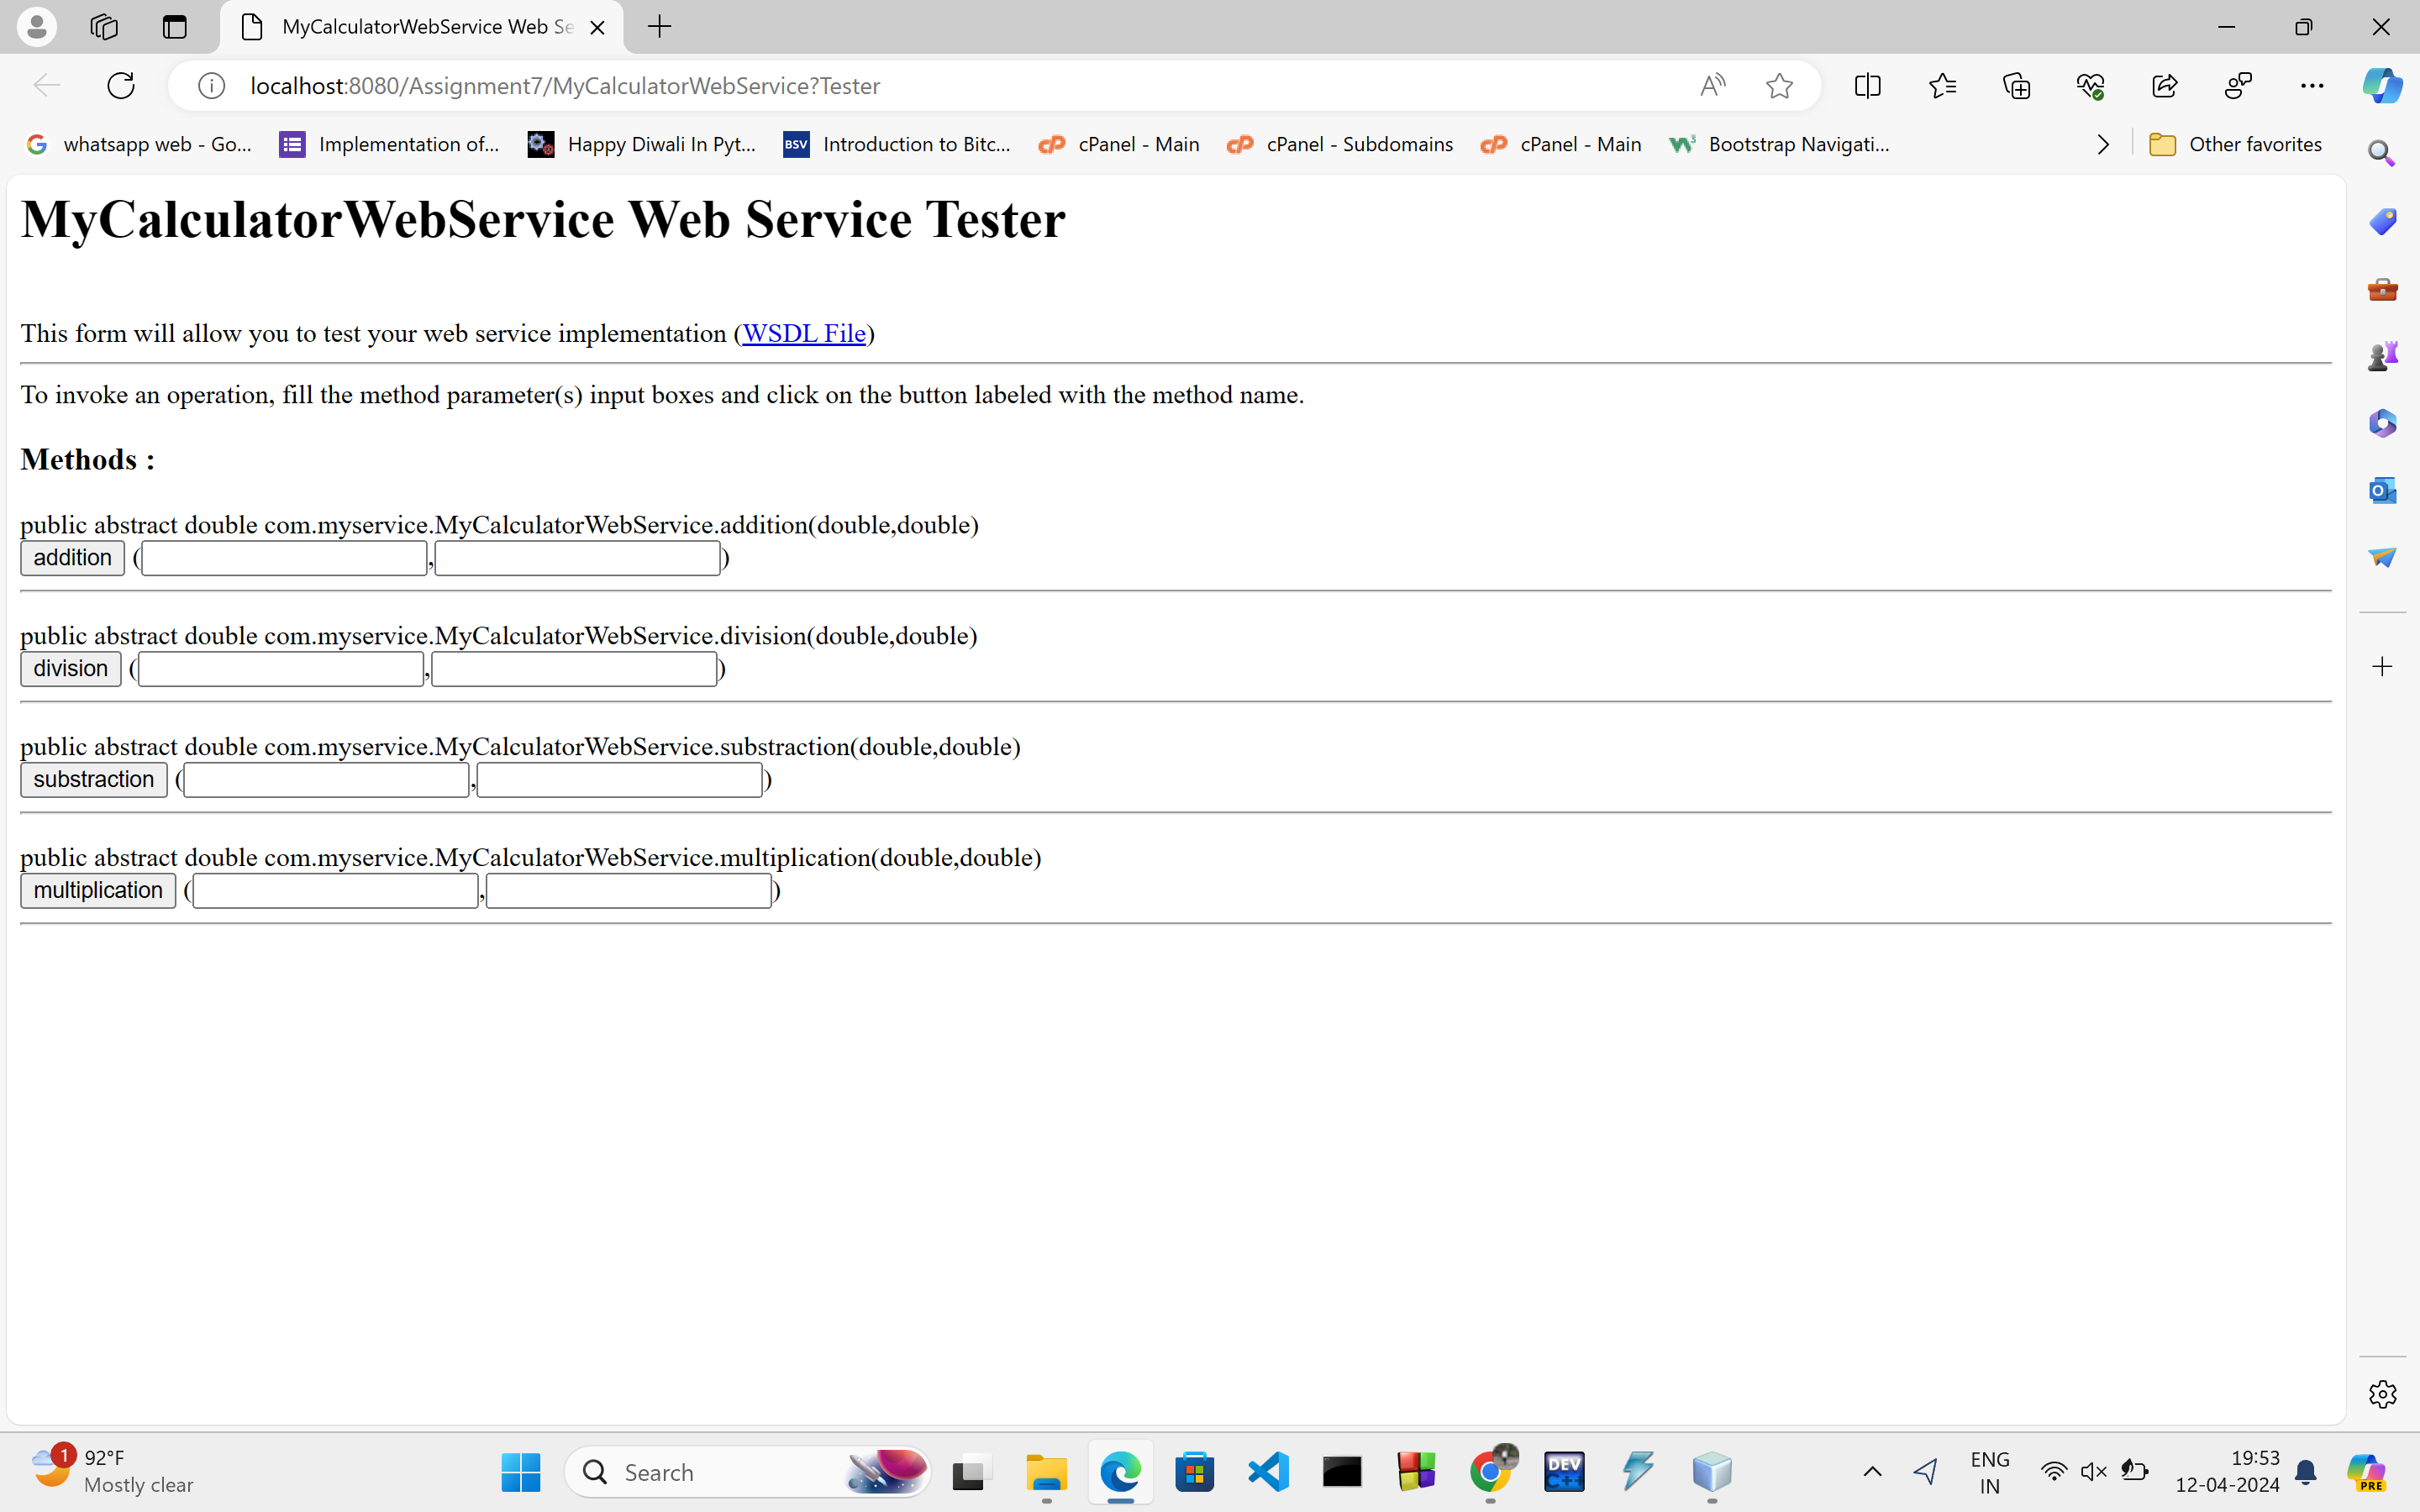 MyCalculatorWebService Web Se
localhost:8080/Assignment7/MyCalculatorWebService?Tester
whatsapp web - Go... Implementation of... Happy Diwali In Pyt... BSV Introduction to Bitc... cP cPanel - Main cP cPanel - Subdomains cP cPanel - Main Bootstrap Navigati... Other favorites
MyCalculatorWebService Web Service Tester
This form will allow you to test your web service implementation (WSDL File)
To invoke an operation, fill the method parameter(s) input boxes and click on the button labeled with the method name.
Methods :
public abstract double com.myservice.MyCalculatorWebService.addition(double,double)
addition ( , )
public abstract double com.myservice.MyCalculatorWebService.division(double,double)
division ( , )
public abstract double com.myservice.MyCalculatorWebService.substraction(double,double)
substraction ( , )
public abstract double com.myservice.MyCalculatorWebService.multiplication(double,double)
multiplication ( , )
1 92°F
Mostly clear
Search
DEV
C++
ENG
IN
19:53
12-04-2024
PRE